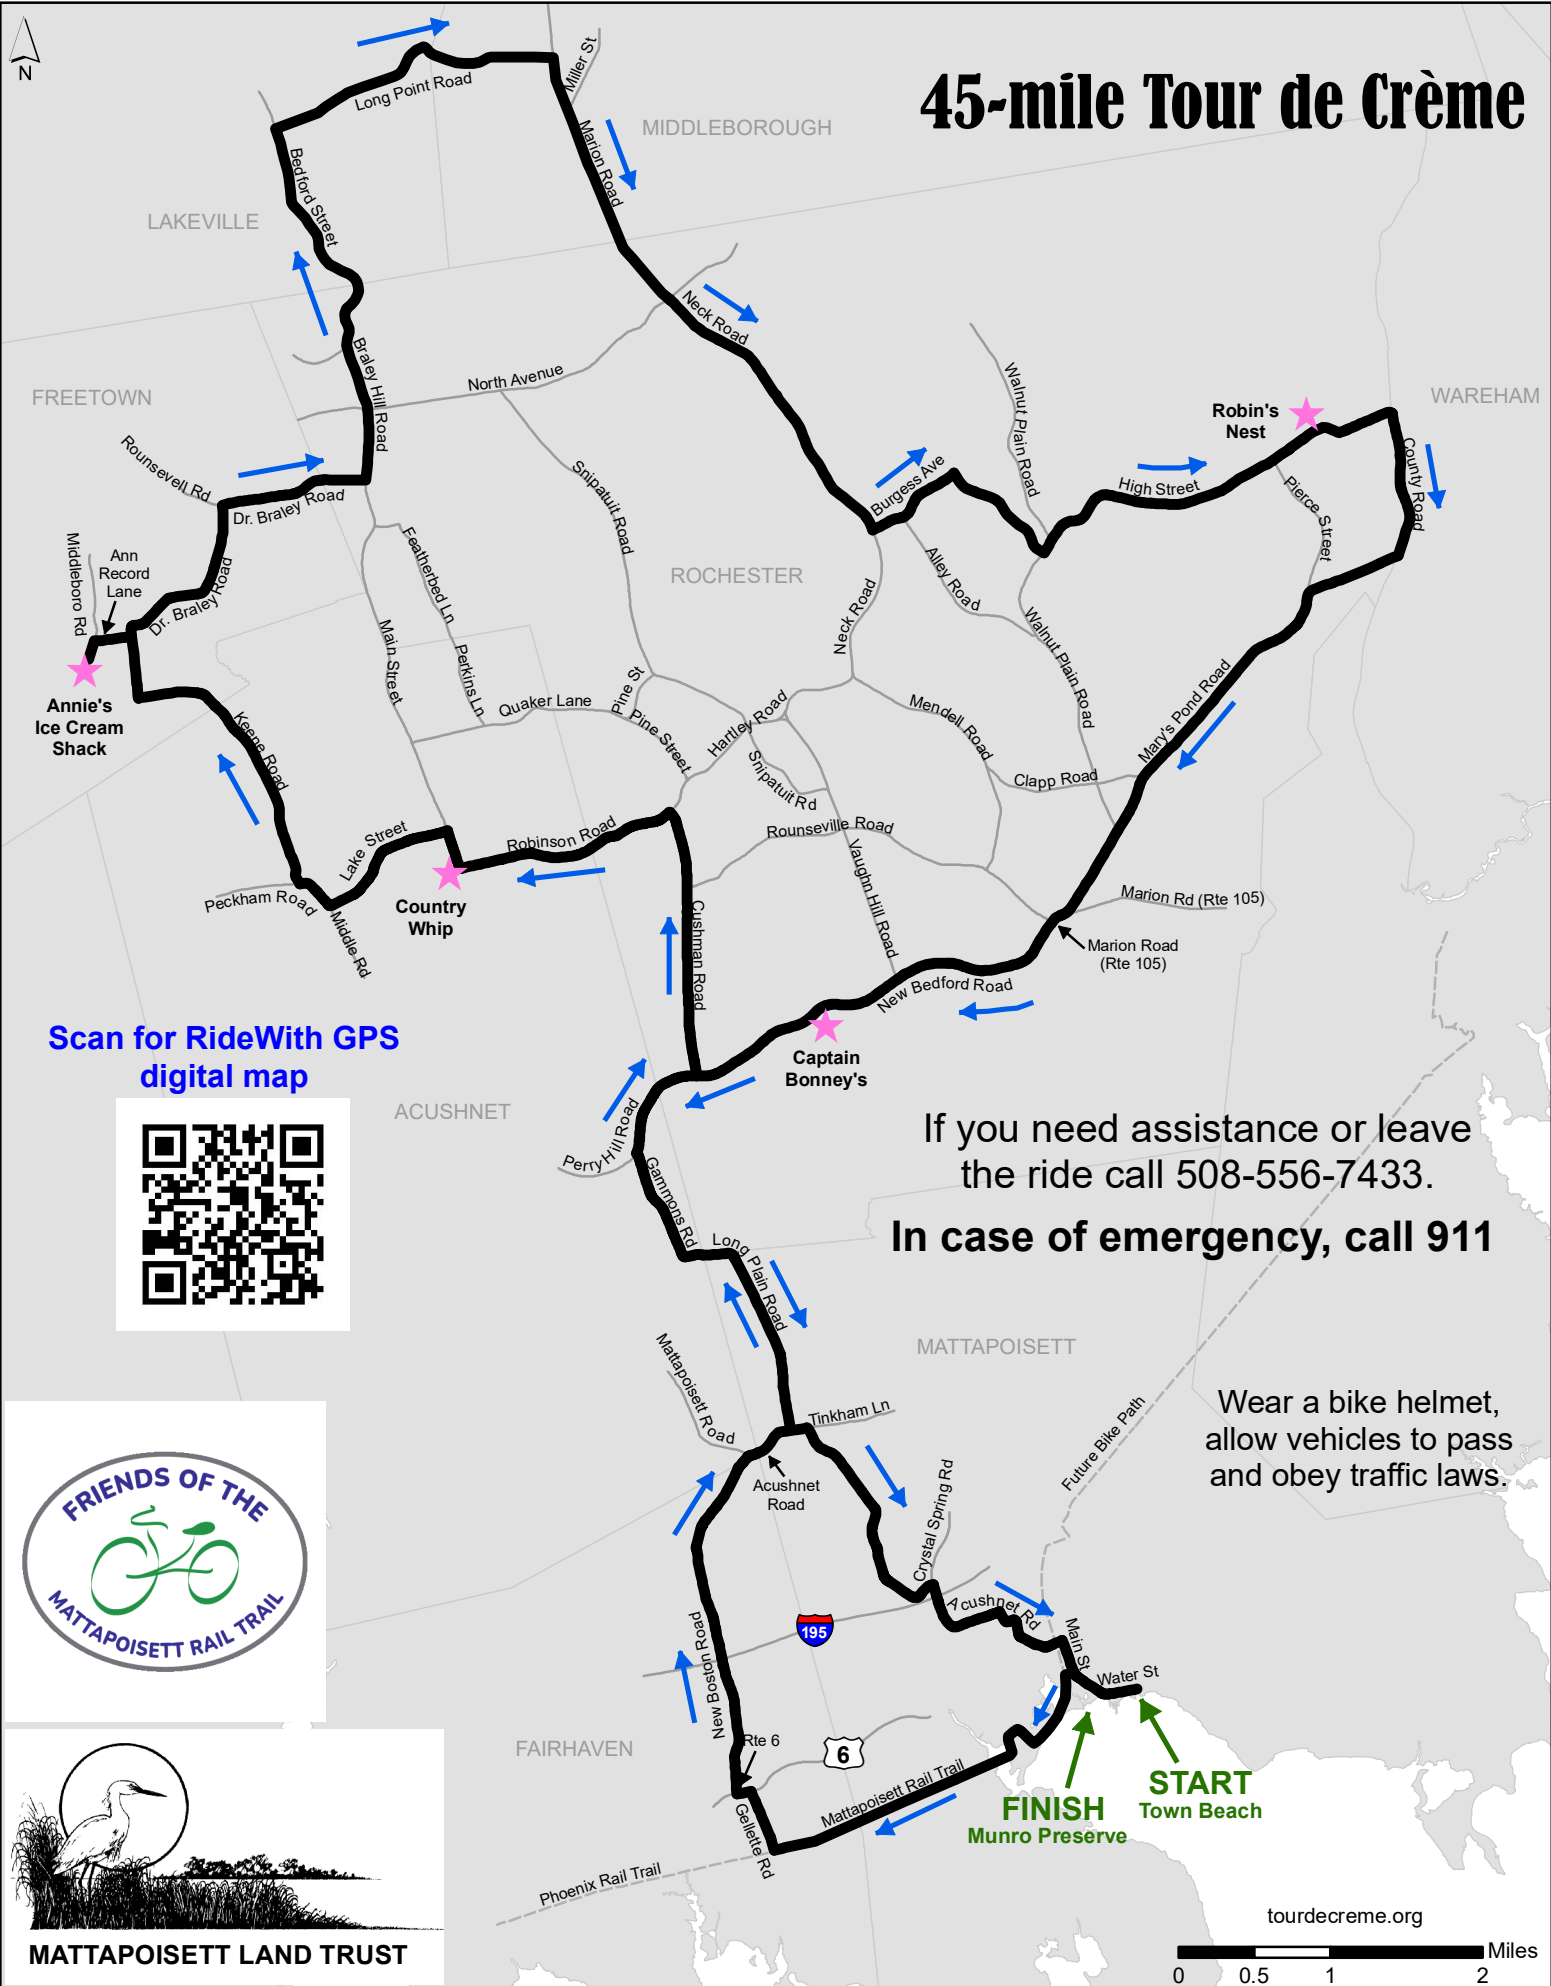 N
45-mile Tour de Crème
Long Point Road
Miller St
Marion Road
MIDDLEBOROUGH
Bedford Street
LAKEVILLE
Neck Road
Braley Hill Road
North Avenue
FREETOWN
Walnut Plain Road
WAREHAM
Robin's
Nest
Rounsevell Rd
Dr. Braley Road
Burgess Ave
High Street
County Road
Pierce Street
Snipatuit Road
Middleboro Rd
Ann
Record
Lane
Dr. Braley Road
Featherbed Ln
ROCHESTER
Alley Road
Neck Road
Walnut Plain Road
Main Street
Perkins Ln
Annie's
Ice Cream
Shack
Keene Road
Quaker Lane
Pine St
Pine Street
Hartley Road
Mendell Road
Mary's Pond Road
Snipatuit Rd
Clapp Road
Lake Street
Robinson Road
Rounseville Road
Vaughn Hill Road
Peckham Road
Middle Rd
Country
Whip
Cushman Road
Marion Rd (Rte 105)
Marion Road
(Rte 105)
New Bedford Road
Captain
Bonney's
Scan for RideWith GPS
digital map
ACUSHNET
Perry Hill Road
Gammons Rd
If you need assistance or leave
the ride call 508-556-7433.
In case of emergency, call 911
Long Plain Road
MATTAPOISETT
Mattapoisett Road
Tinkham Ln
Acushnet
Road
Future Bike Path
Wear a bike helmet,
allow vehicles to pass
and obey traffic laws.
Crystal Spring Rd
FRIENDS OF THE
MATTAPOISETT RAIL TRAIL
Acushnet Rd
195
New Boston Road
Main St
Water St
FAIRHAVEN
Rte 6
6
Mattapoisett Rail Trail
START
Town Beach
FINISH
Munro Preserve
Gellette Rd
Phoenix Rail Trail
MATTAPOISETT LAND TRUST
tourdecreme.org
Miles
0 0.5 1 2